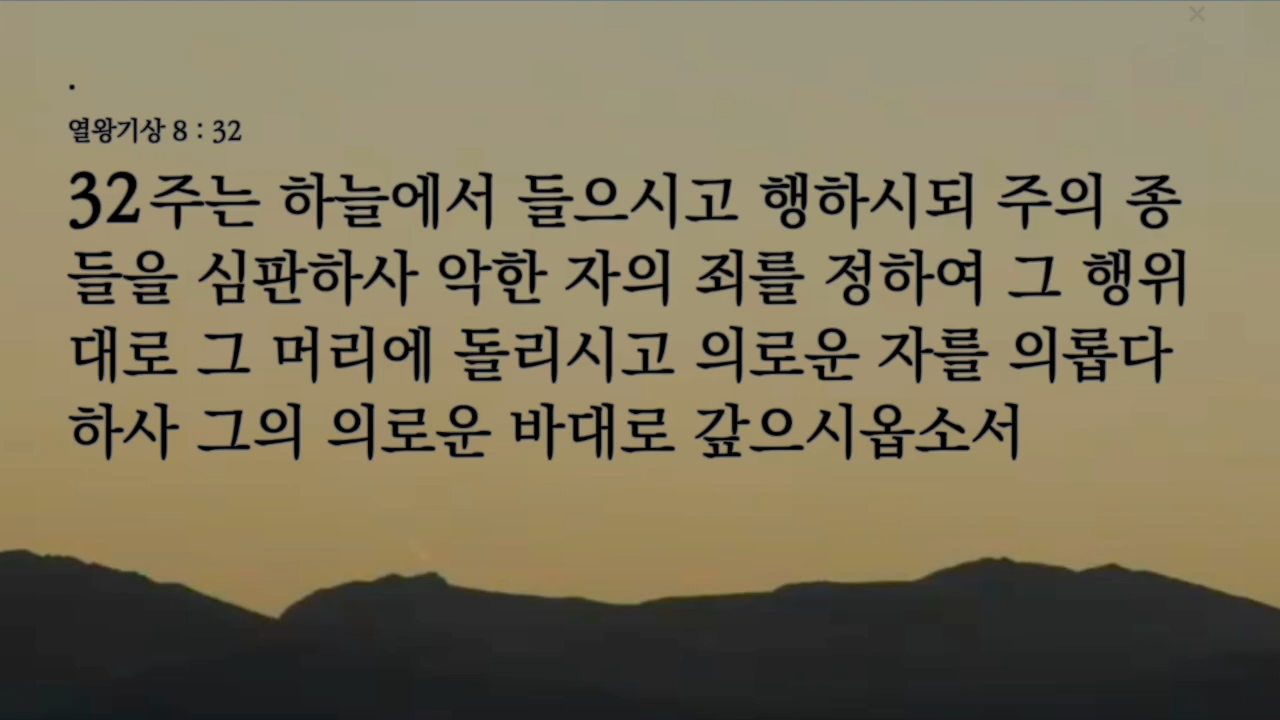 .
열왕기상 8 : 32
32주는 하늘에서 들으시고 행하시되 주의 종
들을 심판하사 악한 자의 죄를 정하여 그 행위
대로 그 머리에 돌리시고 의로운 자를 의롭다
하사 그의 의로운 바대로 갚으시옵소서